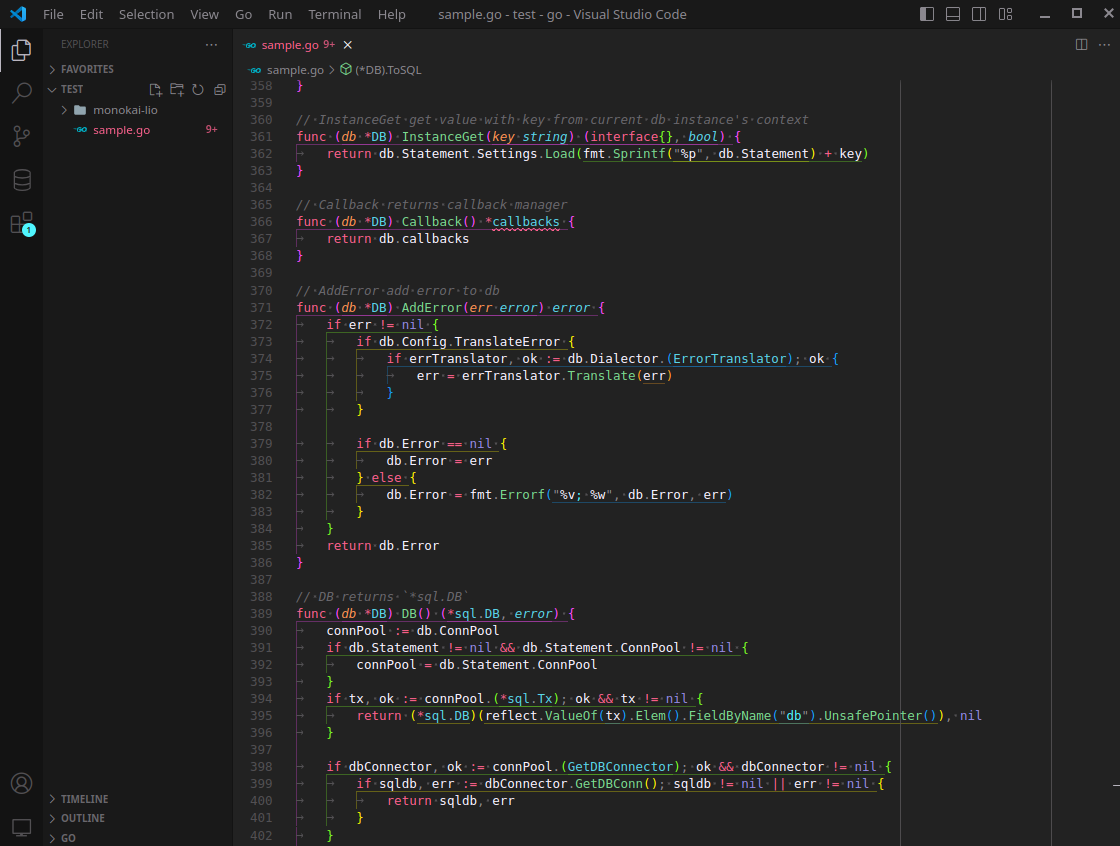 File Edit Selection View Go Run Terminal Help sample.go - test - go - Visual Studio Code
EXPLORER
FAVORITES
TEST
monokai-lio
sample.go 9+
TIMELINE
OUTLINE
GO
1
sample.go 9+
sample.go > (*DB).ToSQL
358 }
359
360 // InstanceGet get value with key from current db instance's context
361 func (db *DB) InstanceGet(key string) (interface{}, bool) {
362 return db.Statement.Settings.Load(fmt.Sprintf("%p", db.Statement) + key)
363 }
364
365 // Callback returns callback manager
366 func (db *DB) Callback() *callbacks {
367 return db.callbacks
368 }
369
370 // AddError add error to db
371 func (db *DB) AddError(err error) error {
372 if err != nil {
373 if db.Config.TranslateError {
374 if errTranslator, ok := db.Dialector.(ErrorTranslator); ok {
375 err = errTranslator.Translate(err)
376 }
377 }
378
379 if db.Error == nil {
380 db.Error = err
381 } else {
382 db.Error = fmt.Errorf("%v; %w", db.Error, err)
383 }
384 }
385 return db.Error
386 }
387
388 // DB returns `*sql.DB`
389 func (db *DB) DB() (*sql.DB, error) {
390 connPool := db.ConnPool
391 if db.Statement != nil && db.Statement.ConnPool != nil {
392 connPool = db.Statement.ConnPool
393 }
394 if tx, ok := connPool.(*sql.Tx); ok && tx != nil {
395 return (*sql.DB)(reflect.ValueOf(tx).Elem().FieldByName("db").UnsafePointer()), nil
396 }
397
398 if dbConnector, ok := connPool.(GetDBConnector); ok && dbConnector != nil {
399 if sqldb, err := dbConnector.GetDBConn(); sqldb != nil || err != nil {
400 return sqldb, err
401 }
402 }